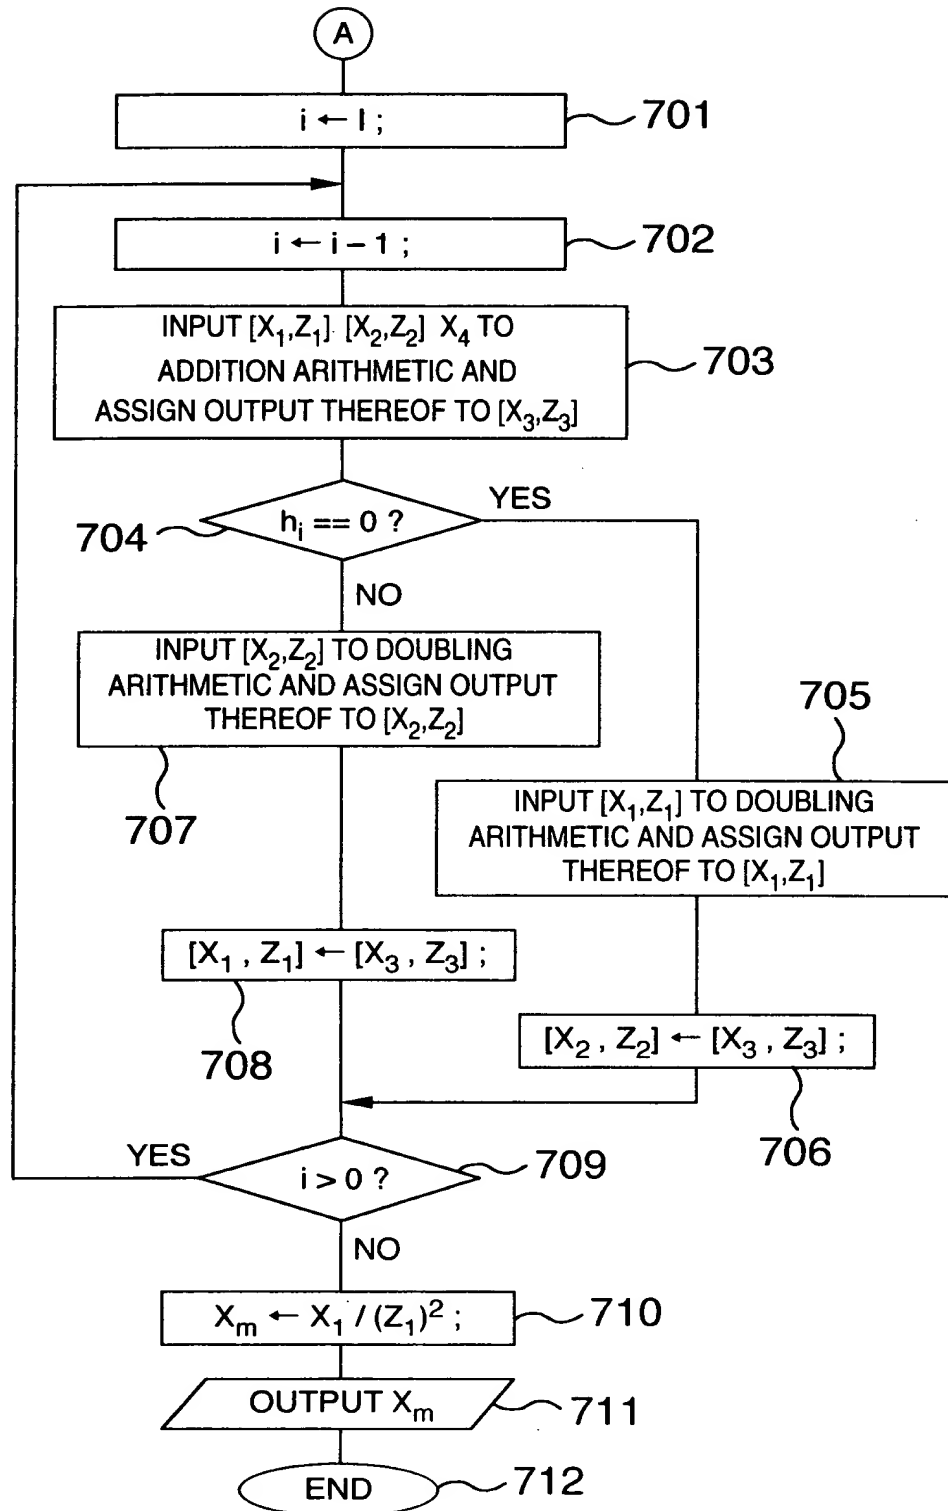 A
i ← l ;
701
i ← i – 1 ;
702
INPUT [X₁,Z₁] [X₂,Z₂] X₄ TO
ADDITION ARITHMETIC AND
ASSIGN OUTPUT THEREOF TO [X₃,Z₃]
703
hᵢ == 0 ?
704
YES
NO
INPUT [X₂,Z₂] TO DOUBLING
ARITHMETIC AND ASSIGN OUTPUT
THEREOF TO [X₂,Z₂]
707
705
INPUT [X₁,Z₁] TO DOUBLING
ARITHMETIC AND ASSIGN OUTPUT
THEREOF TO [X₁,Z₁]
[X₁ , Z₁] ← [X₃ , Z₃] ;
708
[X₂ , Z₂] ← [X₃ , Z₃] ;
706
YES
i > 0 ?
709
NO
Xₘ ← X₁ / (Z₁)² ;
710
OUTPUT Xₘ
711
END
712